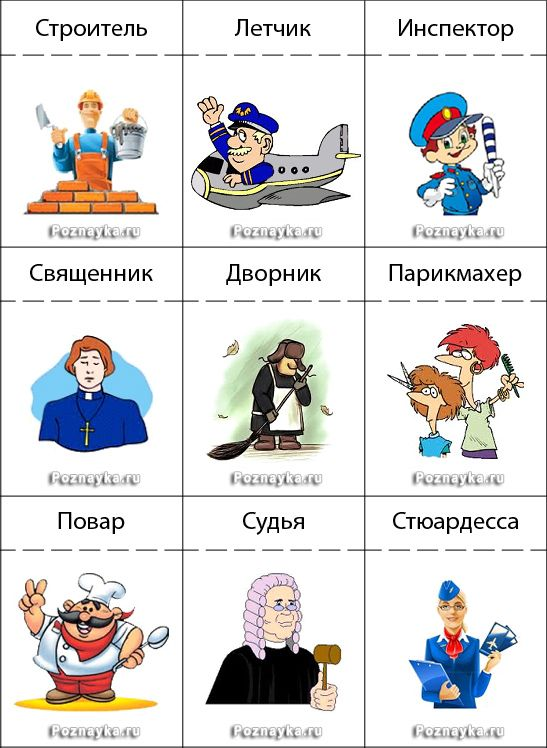 Строитель
Летчик
Инспектор
Poznayka.ru
Poznayka.ru
Poznayka.ru
Священник
Дворник
Парикмахер
Poznayka.ru
Poznayka.ru
Poznayka.ru
Повар
Судья
Стюардесса
Poznayka.ru
Poznayka.ru
Poznayka.ru